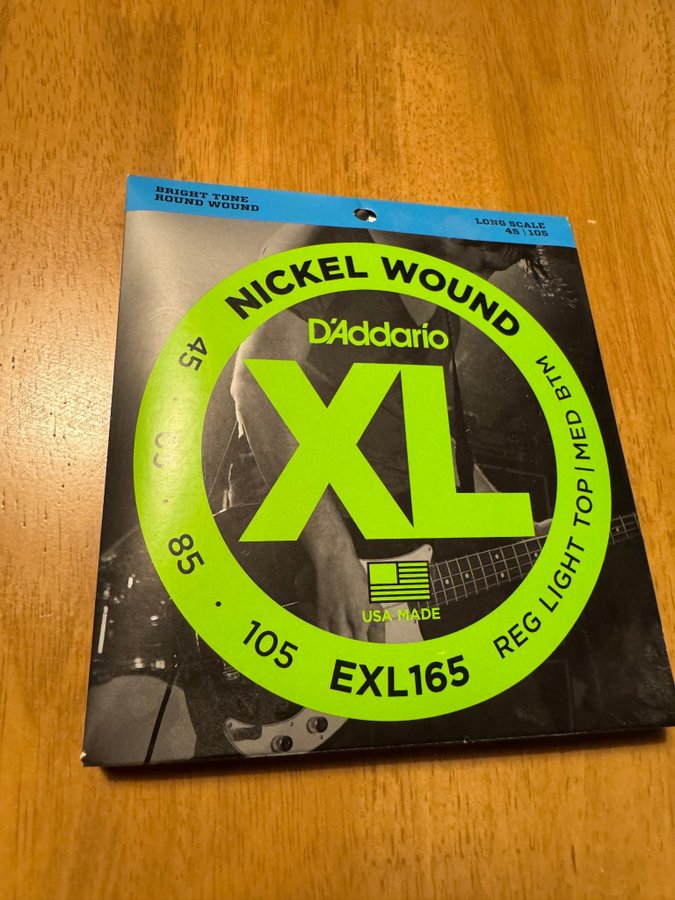 BRIGHT TONE
ROUND WOUND
LONG SCALE
45 | 105
NICKEL WOUND
D'Addario
XL
USA MADE
45 · 65 · 85 · 105
EXL165
REG LIGHT TOP | MED BTM